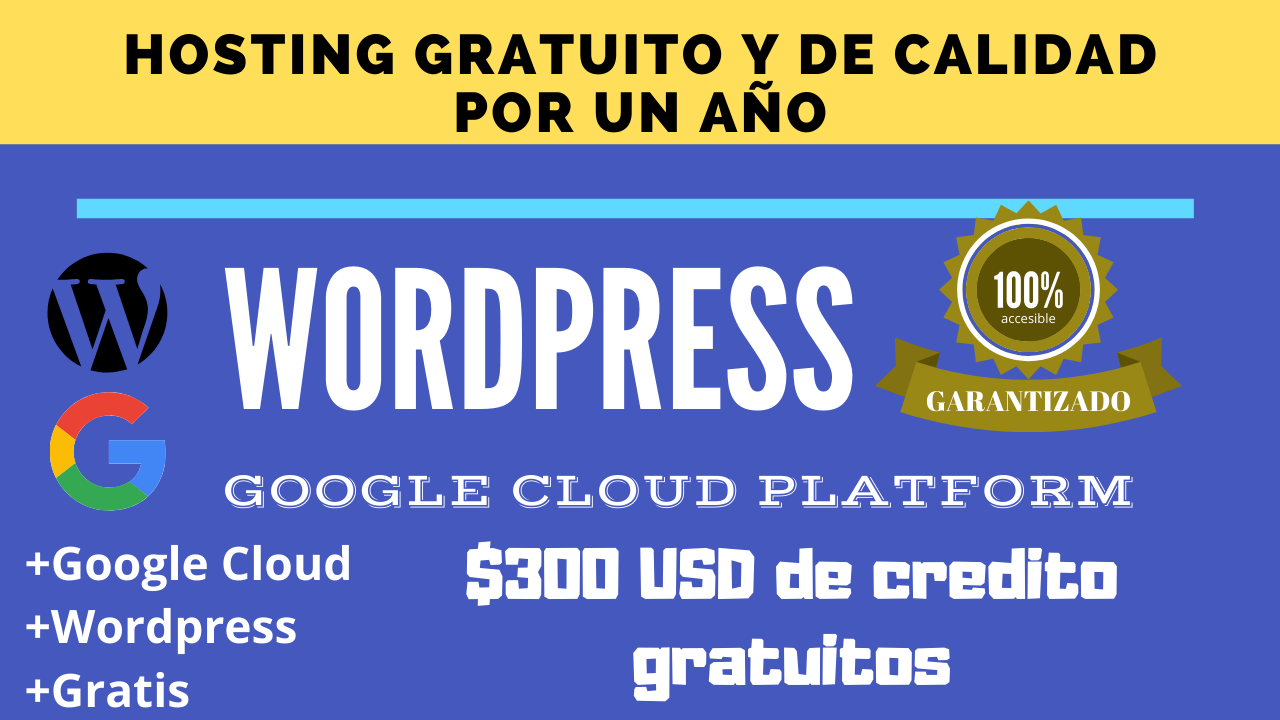 HOSTING GRATUITO Y DE CALIDAD
POR UN AÑO
WORDPRESS
100%
accesible
GARANTIZADO
GOOGLE CLOUD PLATFORM
+Google Cloud
+Wordpress
+Gratis
$300 USD de credito
gratuitos